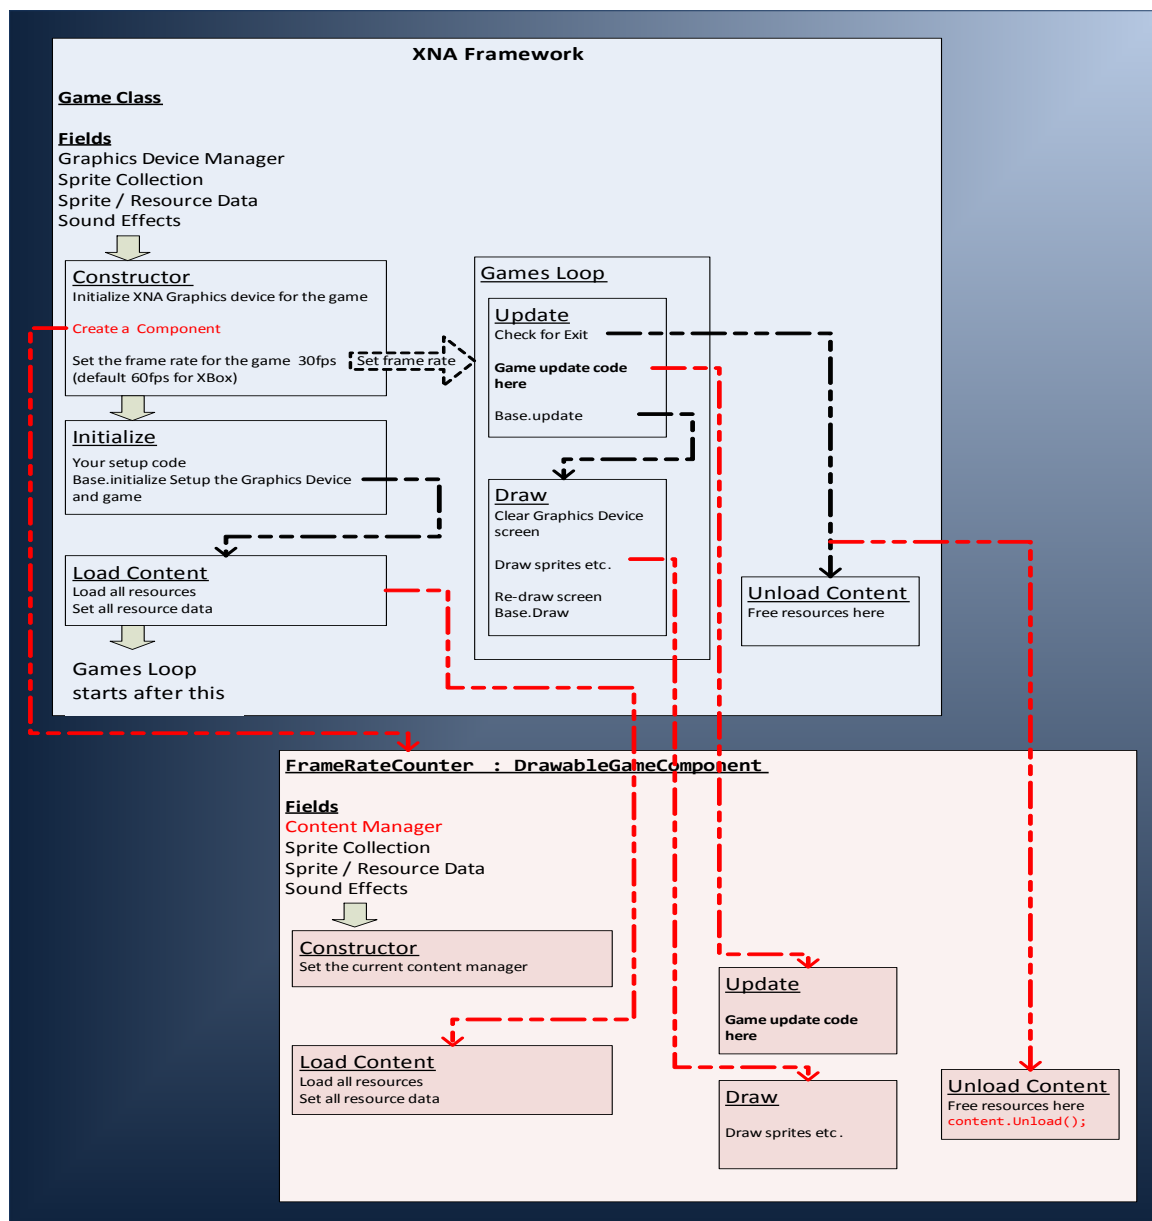 XNA Framework
Game Class
Fields
Graphics Device Manager
Sprite Collection
Sprite / Resource Data
Sound Effects
Constructor
Initialize XNA Graphics device for the game
Create a Component
Set the frame rate for the game 30fps
(default 60fps for XBox)
Set frame rate
Initialize
Your setup code
Base.initialize Setup the Graphics Device
and game
Load Content
Load all resources
Set all resource data
Games Loop
starts after this
Games Loop
Update
Check for Exit
Game update code
here
Base.update
Draw
Clear Graphics Device
screen
Draw sprites etc.
Re-draw screen
Base.Draw
Unload Content
Free resources here
FrameRateCounter : DrawableGameComponent
Fields
Content Manager
Sprite Collection
Sprite / Resource Data
Sound Effects
Constructor
Set the current content manager
Load Content
Load all resources
Set all resource data
Update
Game update code
here
Draw
Draw sprites etc.
Unload Content
Free resources here
content.Unload();